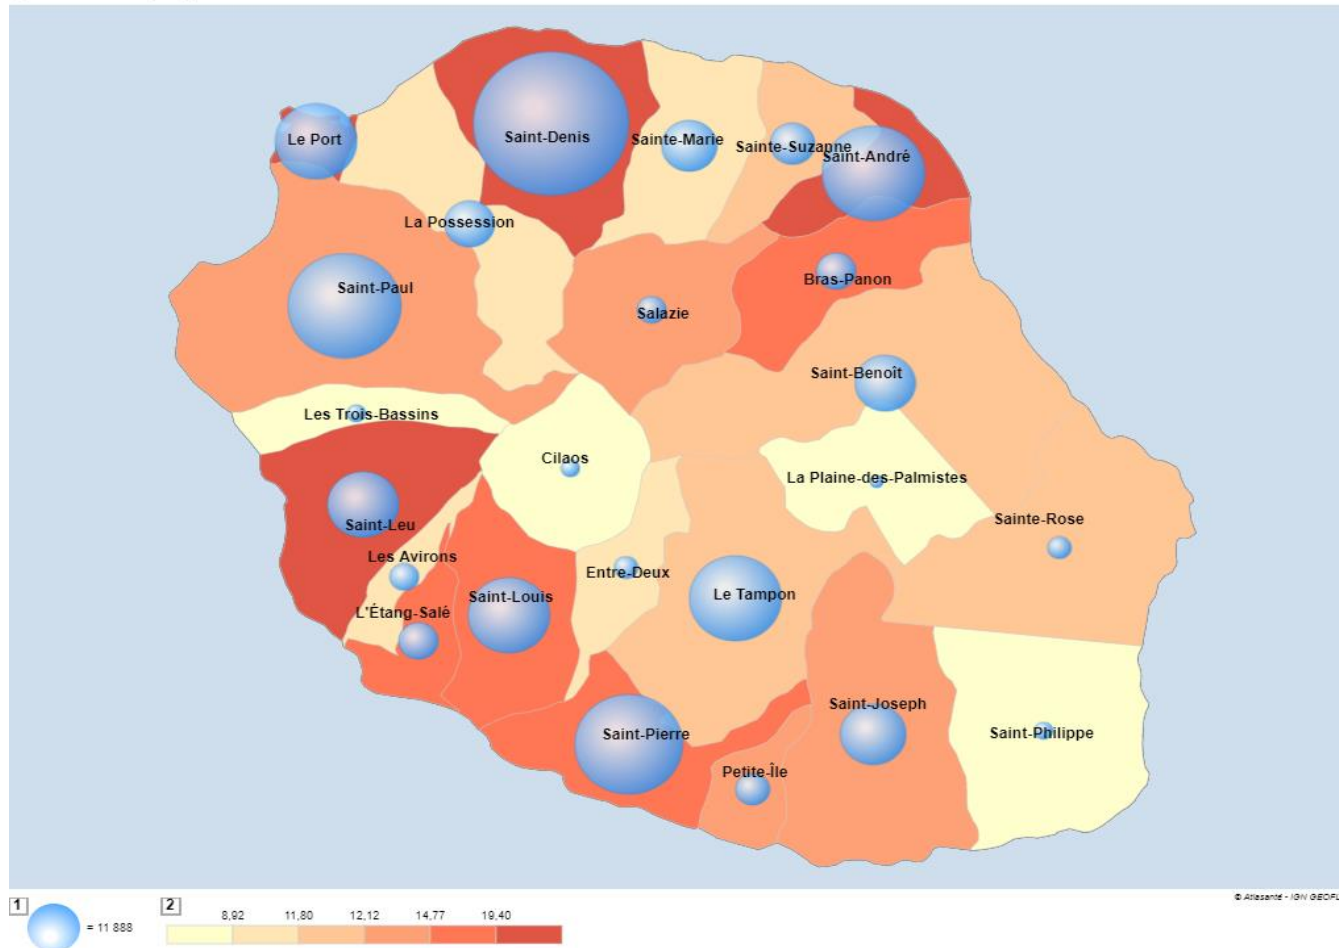 Saint-Denis
Le Port
Sainte-Marie
Sainte-Suzanne
Saint-André
La Possession
Bras-Panon
Saint-Paul
Salazie
Saint-Benoît
Les Trois-Bassins
Cilaos
La Plaine-des-Palmistes
Sainte-Rose
Saint-Leu
Les Avirons
Entre-Deux
Saint-Louis
Le Tampon
L'Étang-Salé
Saint-Joseph
Saint-Pierre
Saint-Philippe
Petite-Île
© Atlasanté - IGN GEOFL
1
= 11 888
2
8,92 11,80 12,12 14,77 19,40